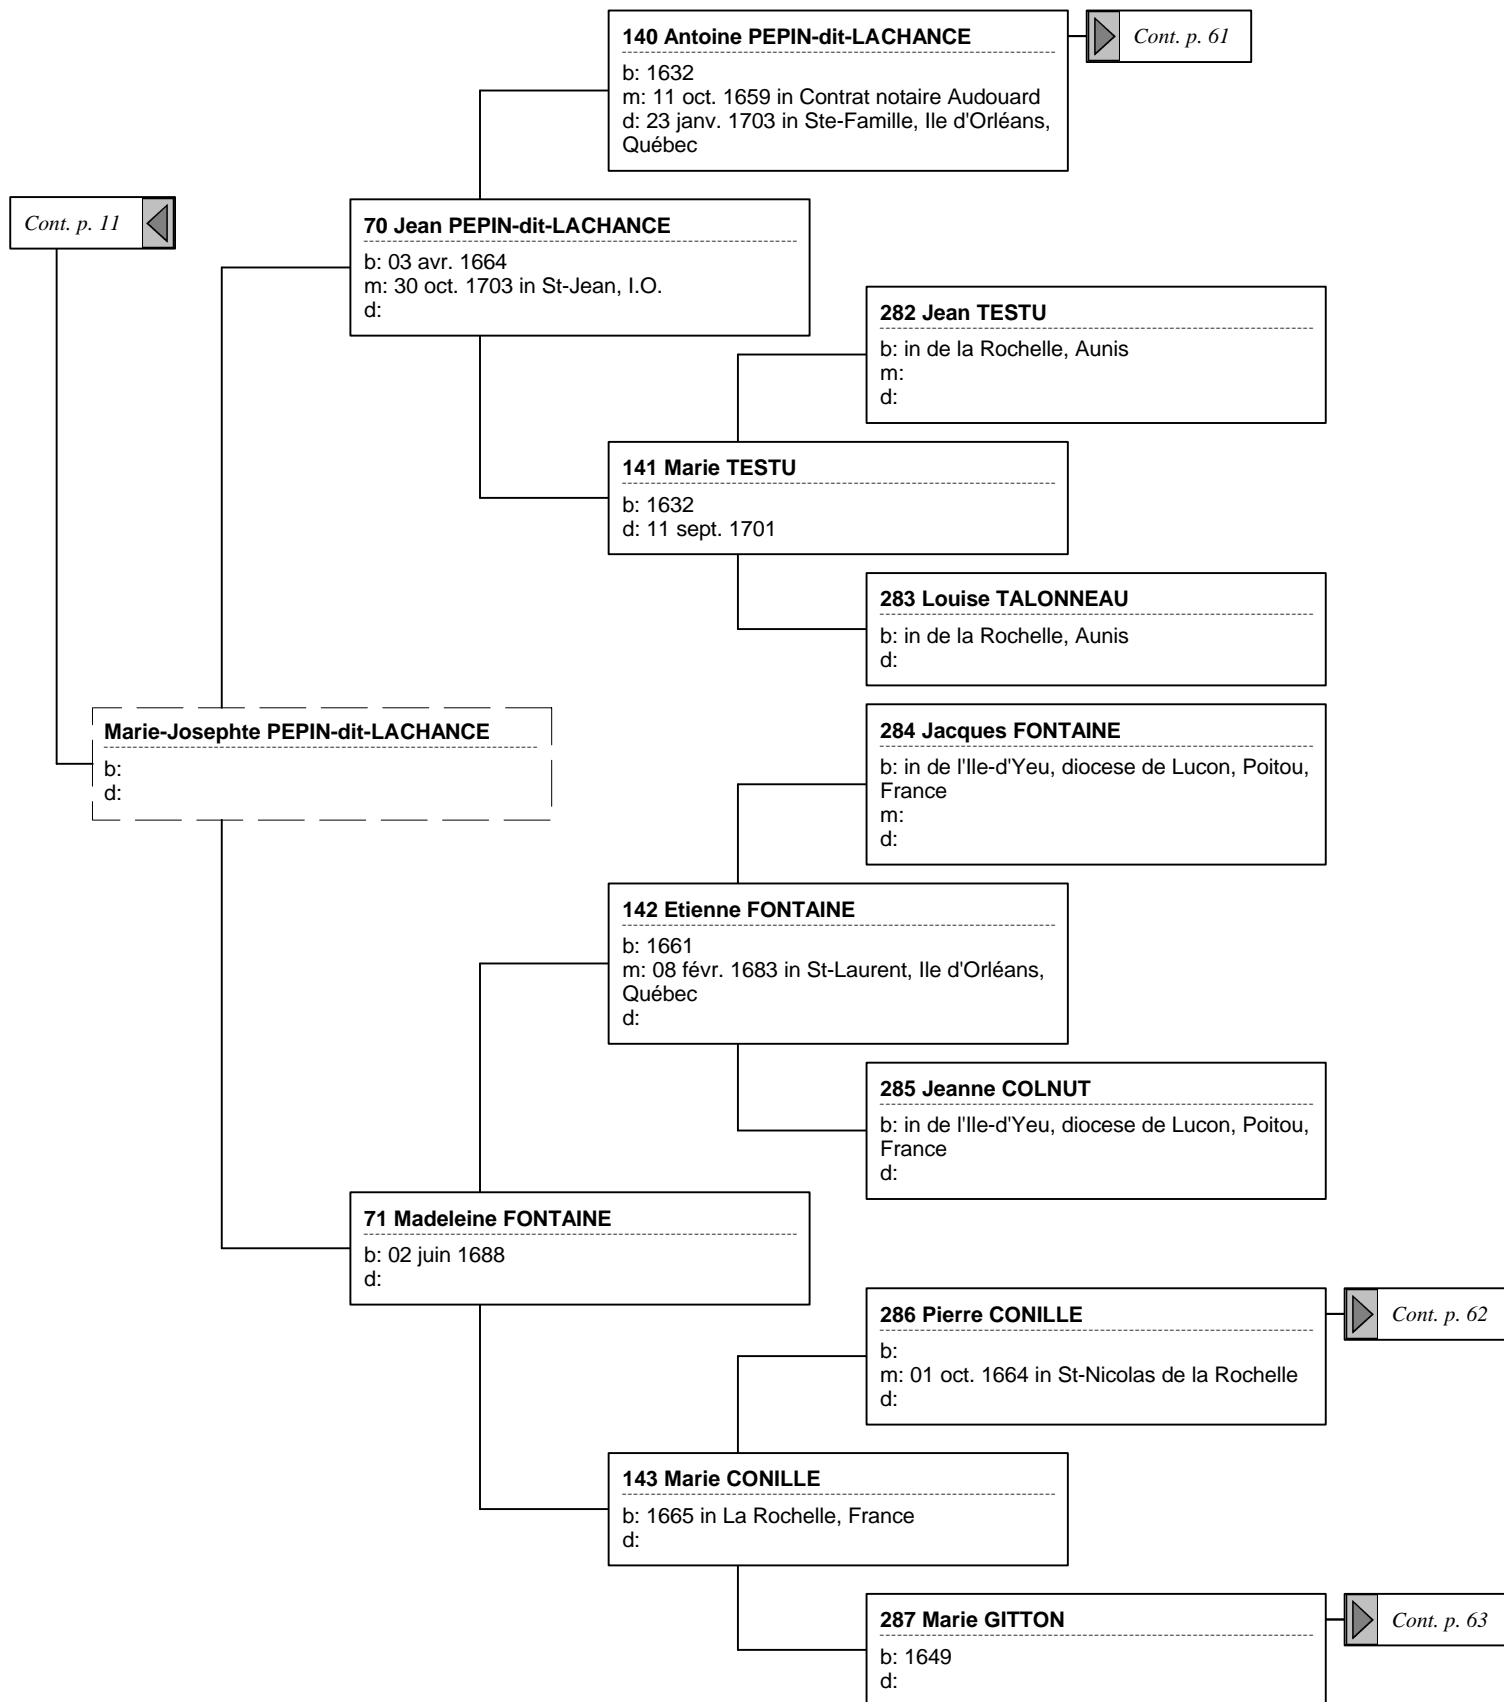 140 Antoine PEPIN-dit-LACHANCE
b: 1632
m: 11 oct. 1659 in Contrat notaire Audouard
d: 23 janv. 1703 in Ste-Famille, Ile d'Orléans,
Québec
Cont. p. 61
Cont. p. 11
70 Jean PEPIN-dit-LACHANCE
b: 03 avr. 1664
m: 30 oct. 1703 in St-Jean, I.O.
d:
282 Jean TESTU
b: in de la Rochelle, Aunis
m:
d:
141 Marie TESTU
b: 1632
d: 11 sept. 1701
283 Louise TALONNEAU
b: in de la Rochelle, Aunis
d:
Marie-Josephte PEPIN-dit-LACHANCE
b:
d:
284 Jacques FONTAINE
b: in de l'Ile-d'Yeu, diocese de Lucon, Poitou,
France
m:
d:
142 Etienne FONTAINE
b: 1661
m: 08 févr. 1683 in St-Laurent, Ile d'Orléans,
Québec
d:
285 Jeanne COLNUT
b: in de l'Ile-d'Yeu, diocese de Lucon, Poitou,
France
d:
71 Madeleine FONTAINE
b: 02 juin 1688
d:
286 Pierre CONILLE
b:
m: 01 oct. 1664 in St-Nicolas de la Rochelle
d:
Cont. p. 62
143 Marie CONILLE
b: 1665 in La Rochelle, France
d:
287 Marie GITTON
b: 1649
d:
Cont. p. 63